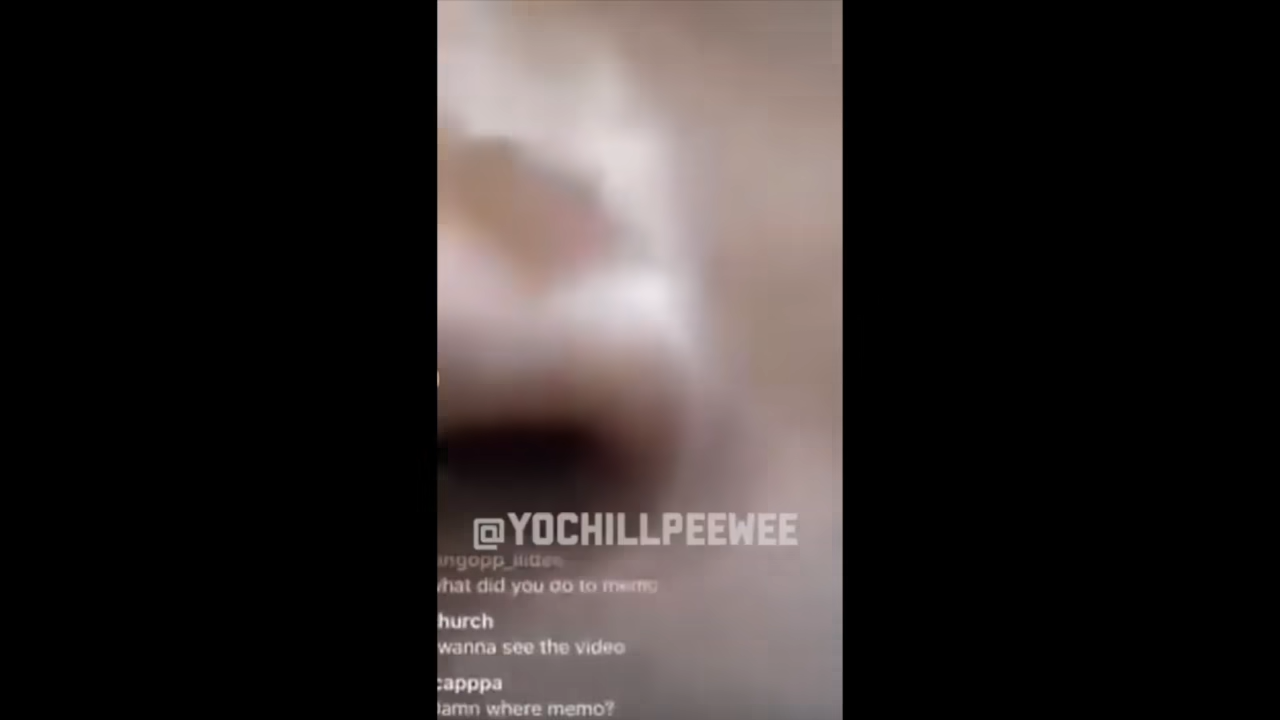 @YOCHILLPEEWEE
what did you do to memo
hurch
wanna see the video
capppa
Damn where memo?